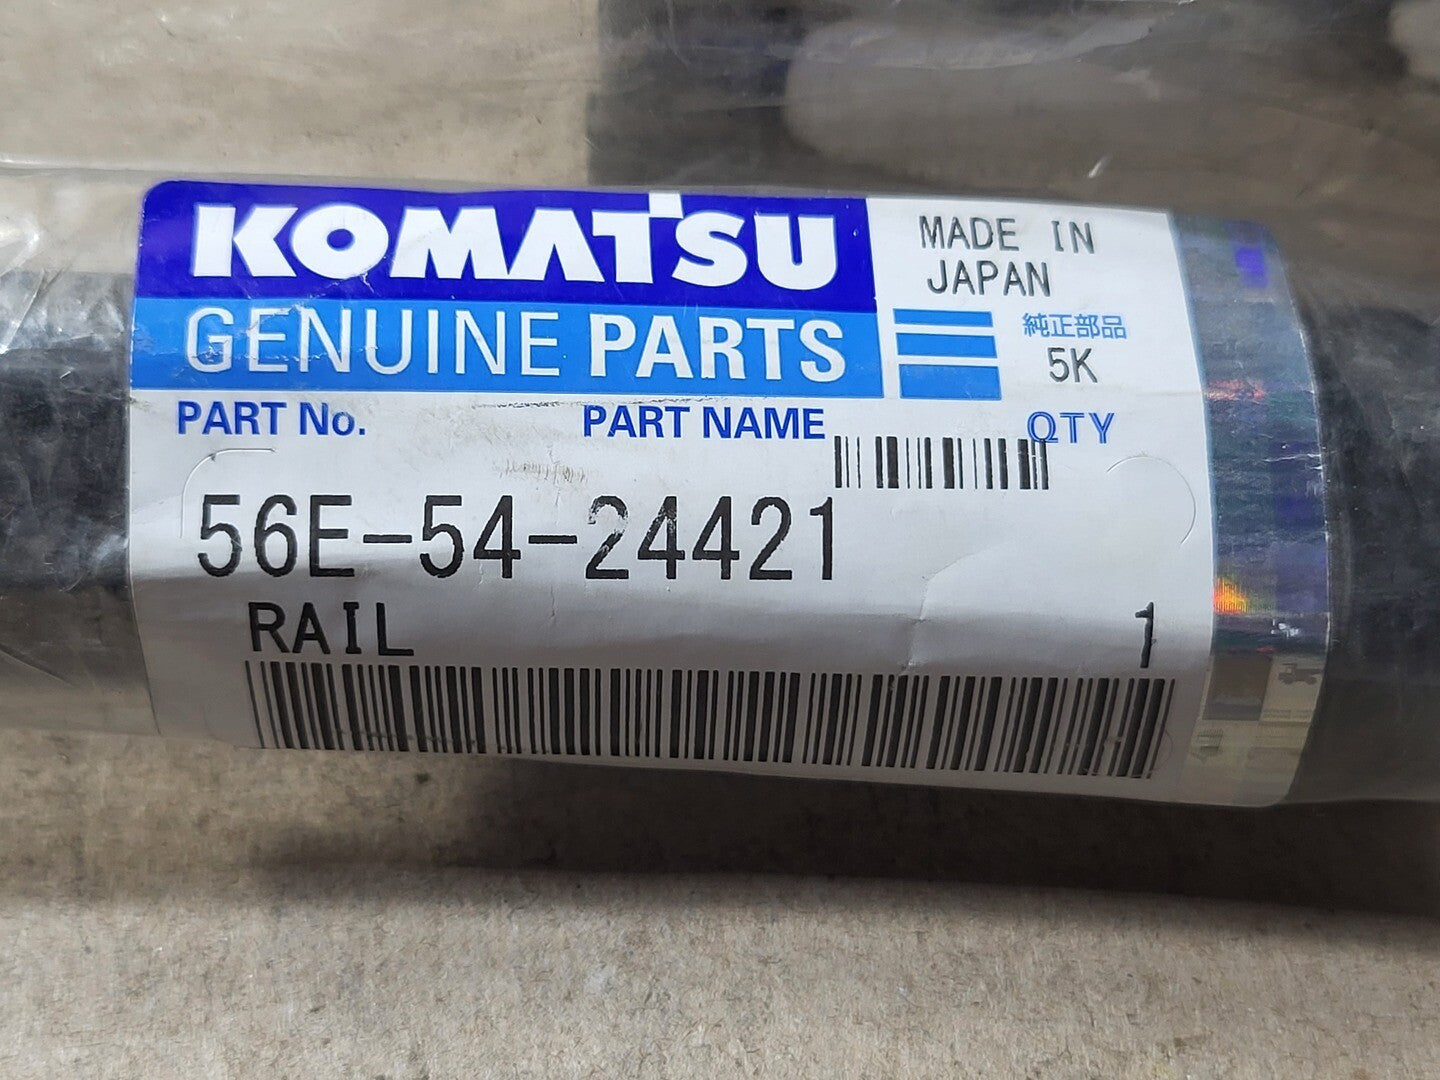 KOMATSU
GENUINE PARTS
MADE IN
JAPAN
純正部品
5K
PART No. PART NAME QTY
56E-54-24421
RAIL 1